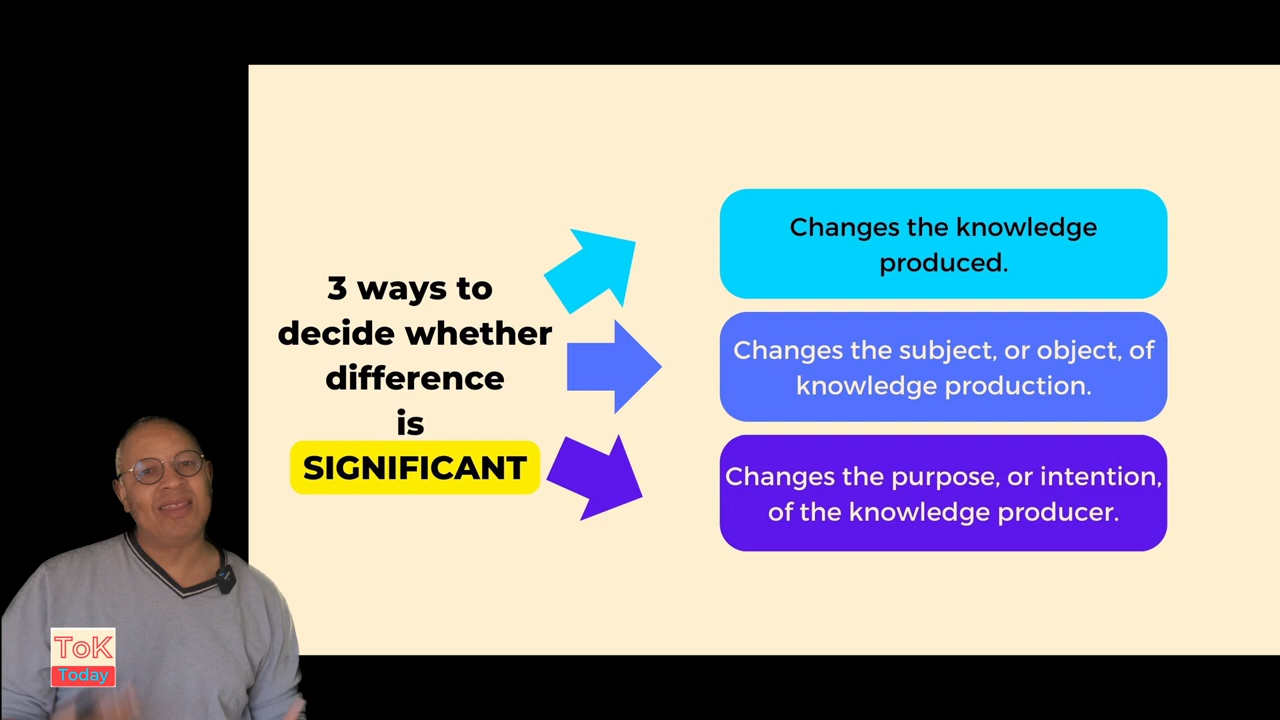 3 ways to
decide whether
difference
is
SIGNIFICANT
Changes the knowledge
produced.
Changes the subject, or object, of
knowledge production.
Changes the purpose, or intention,
of the knowledge producer.
ToK
Today